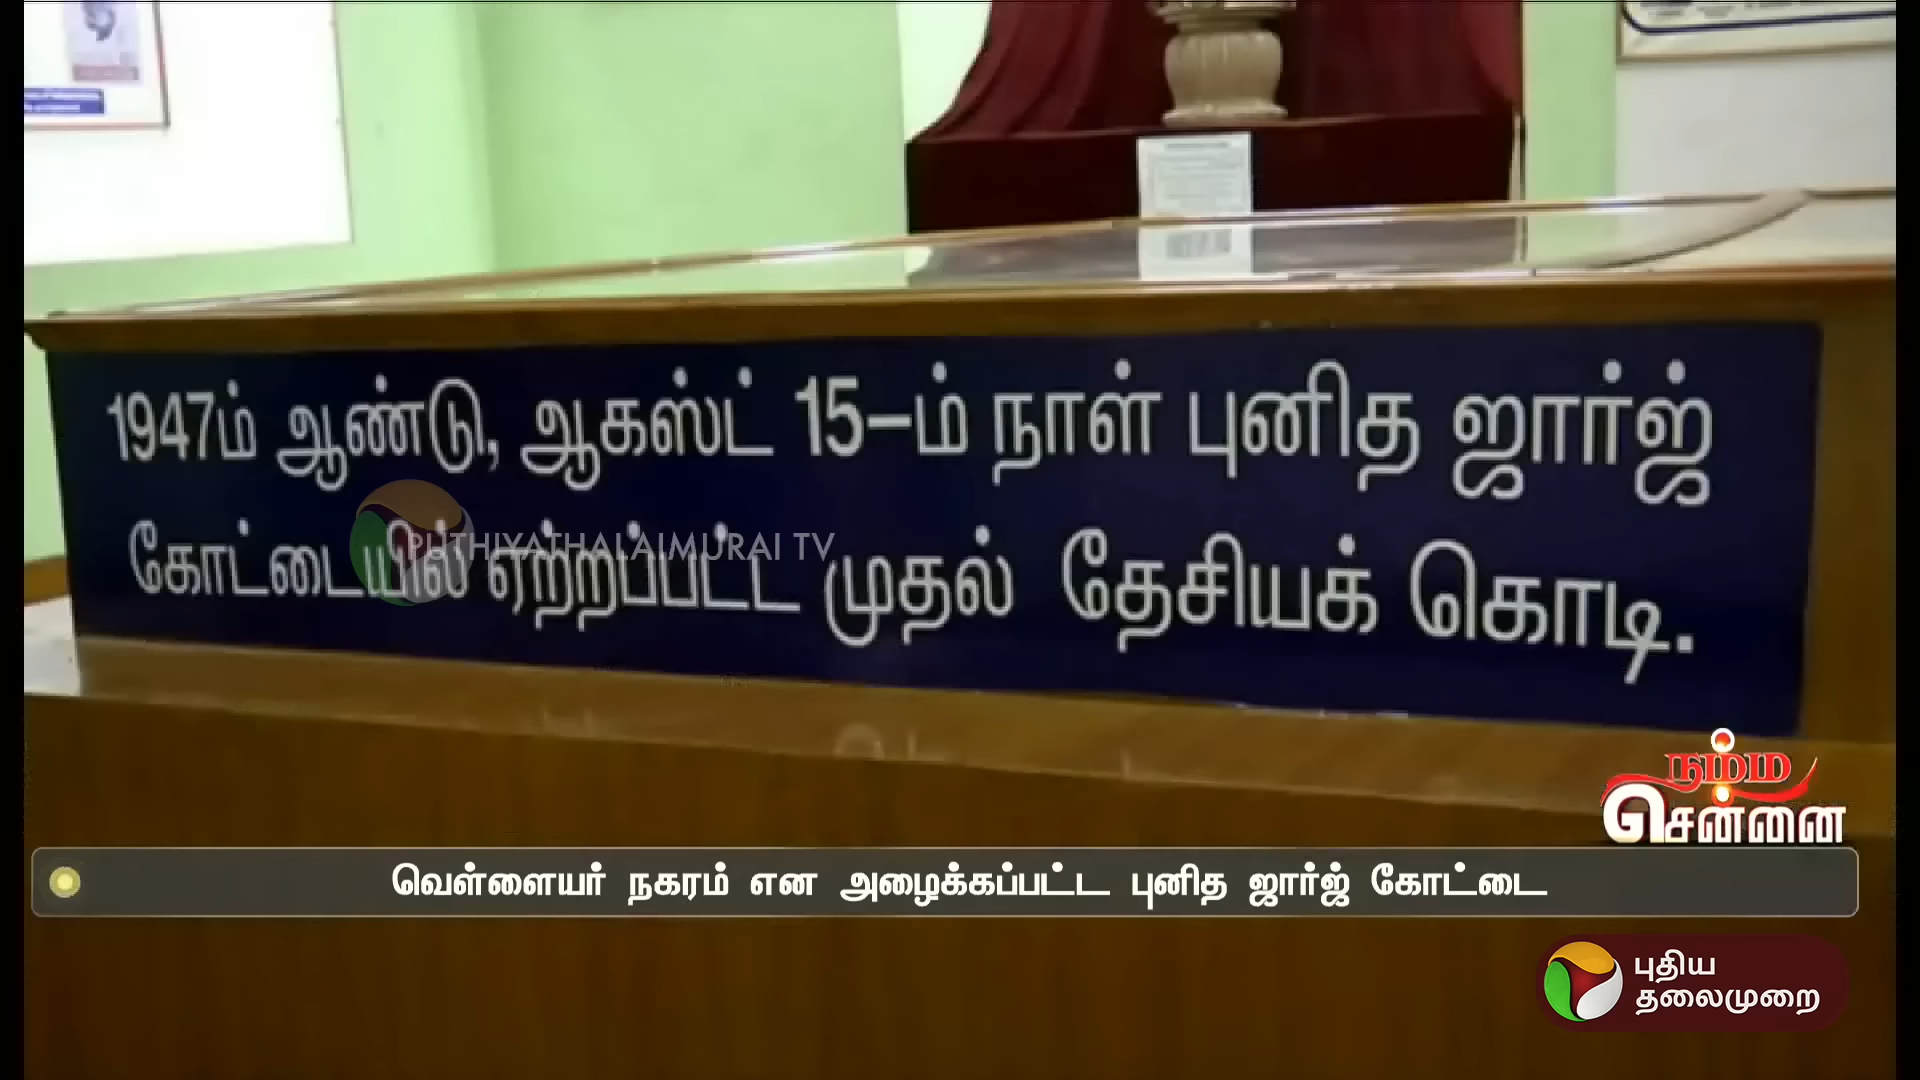 1947ம் ஆண்டு, ஆகஸ்ட் 15-ம் நாள் புனித ஜார்ஜ்
கோட்டையில் ஏற்றப்பட்ட முதல் தேசியக் கொடி.
PUTHIYATHALAIMURAI TV
நம்ம
சென்னை
வெள்ளையர் நகரம் என அழைக்கப்பட்ட புனித ஜார்ஜ் கோட்டை
புதிய
தலைமுறை